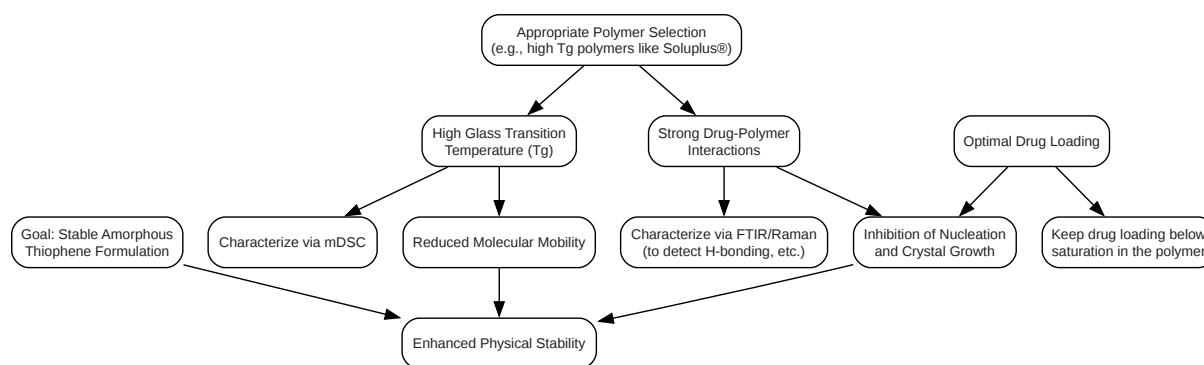 Appropriate Polymer Selection
(e.g., high Tg polymers like Soluplus®)
High Glass Transition
Temperature (Tg)
Strong Drug-Polymer
Interactions
Optimal Drug Loading
Goal: Stable Amorphous
Thiophene Formulation
Characterize via mDSC
Reduced Molecular Mobility
Characterize via FTIR/Raman
(to detect H-bonding, etc.)
Inhibition of Nucleation
and Crystal Growth
Keep drug loading below
saturation in the polymer
Enhanced Physical Stability